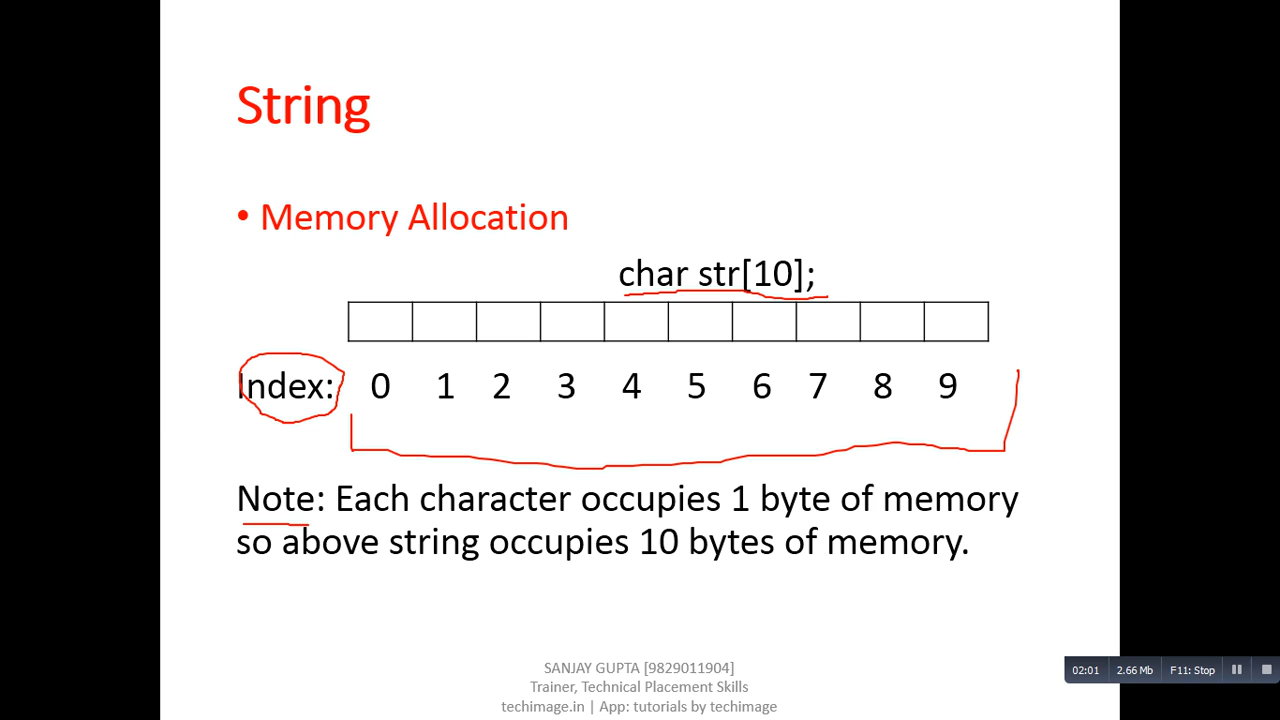 String
• Memory Allocation
char str[10];
Index: 0 1 2 3 4 5 6 7 8 9
Note: Each character occupies 1 byte of memory
so above string occupies 10 bytes of memory.
SANJAY GUPTA [9829011904]
Trainer, Technical Placement Skills
techimage.in | App: tutorials by techimage
02:01 2.66 Mb F11: Stop